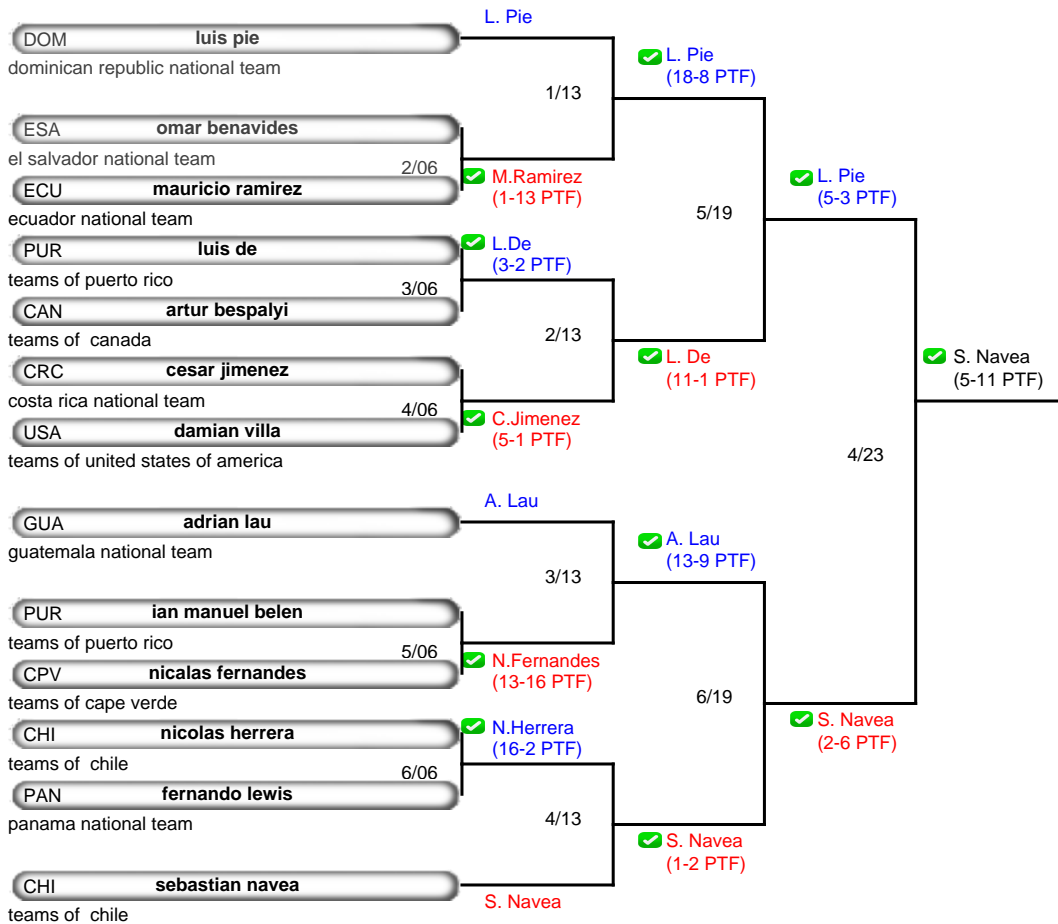 L. Pie
DOM luis pie
dominican republic national team
L. Pie
(18-8 PTF)
1/13
ESA omar benavides
el salvador national team
2/06
ECU mauricio ramirez
M.Ramirez
(1-13 PTF)
ecuador national team
L. Pie
(5-3 PTF)
5/19
PUR luis de
L.De
(3-2 PTF)
teams of puerto rico
3/06
CAN artur bespalyi
teams of  canada
2/13
L. De
(11-1 PTF)
S. Navea
(5-11 PTF)
CRC cesar jimenez
costa rica national team
4/06
USA damian villa
C.Jimenez
(5-1 PTF)
teams of united states of america
4/23
A. Lau
GUA adrian lau
guatemala national team
A. Lau
(13-9 PTF)
3/13
PUR ian manuel belen
teams of puerto rico
5/06
CPV nicalas fernandes
N.Fernandes
(13-16 PTF)
teams of cape verde
6/19
S. Navea
(2-6 PTF)
CHI nicolas herrera
N.Herrera
(16-2 PTF)
teams of  chile
6/06
PAN fernando lewis
panama national team
4/13
S. Navea
(1-2 PTF)
CHI sebastian navea
S. Navea
teams of  chile